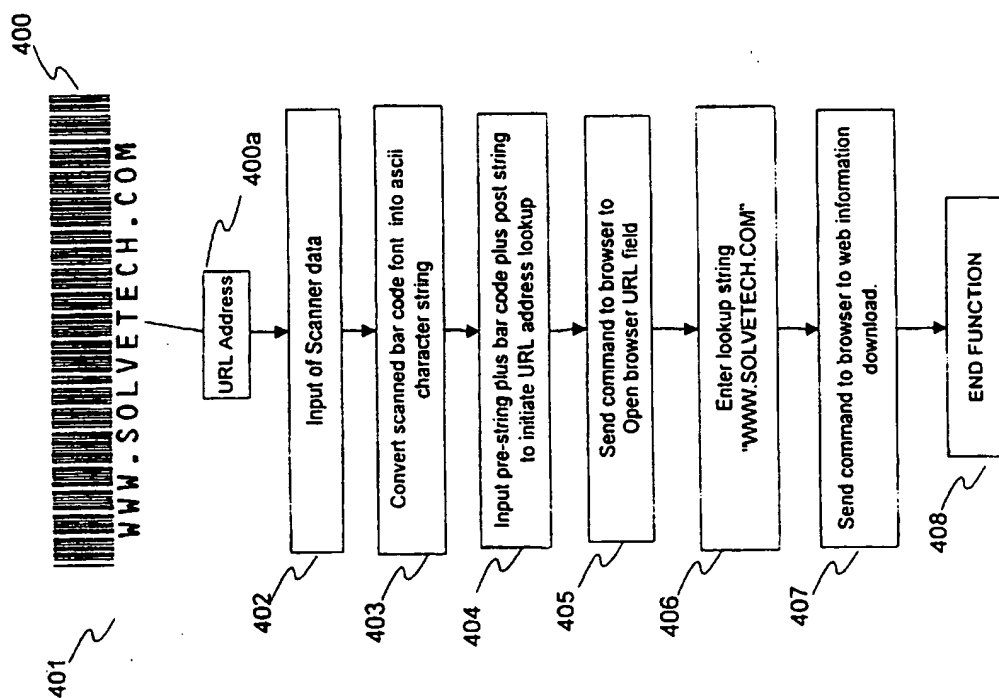 400
401
WWW.SOLVETECH.COM
URL Address
400a
Input of Scanner data
402
Convert scanned bar code font into ascii
character string
403
Input pre-string plus bar code plus post string
to initiate URL address lookup
404
Send command to browser to
Open browser URL field
405
Enter lookup string
"WWW.SOLVETECH.COM"
406
Send command to browser to web information
download.
407
END FUNCTION
408